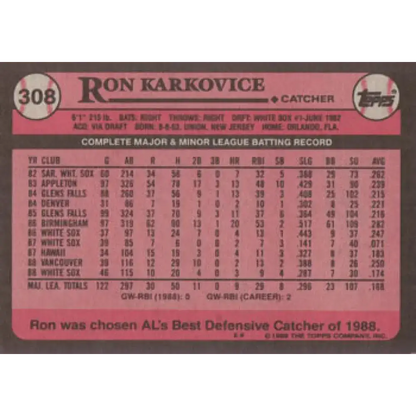 308
RON KARKOVICE
CATCHER
Topps
6'1" 210 lb. BATS: RIGHT THROWS: RIGHT DRFT: WHITE SOX #1-JUNE 1982
ACQ: VIA DRAFT BORN: 8-8-63, UNION, NEW JERSEY HOME: ORLANDO, FLA.
COMPLETE MAJOR & MINOR LEAGUE BATTING RECORD
YR CLUB G AB R H 2B 3B HR RBI SB SLG BB SO AVG
82 SAR. WHT. SOX 60 214 34 56 6 0 7 32 5 29 73 .262
83 APPLETON 97 326 54 78 17 3 13 48 10 .429 31 90 .239
84 GLENS FALLS 88 260 37 56 9 1 13 39 3 .408 25 102 .215
84 DENVER 31 86 7 19 1 0 2 10 1 8 .221
85 GLENS FALLS 99 324 37 70 9 2 11 37 6 49 104 .216
86 BIRMINGHAM 97 319 63 90 13 1 20 53 2 .517 61 109 .282
86 WHITE SOX 37 97 13 24 7 0 4 13 1 .443 9 37 .247
87 WHITE SOX 39 85 7 6 0 0 2 7 3 .141 7 40 .071
87 HAWAII 34 104 15 19 3 0 4 11 3 8 37 .183
88 VANCOUVER 39 116 29 10 0 2 13 2 8 26 .250
88 WHITE SOX 46 115 10 20 4 0 3 9 4 .287 7 30 .174
MAJ. LEA. TOTALS 122 297 30 50 11 0 9 29 8 .296 23 107 .168
GW-RBI (1988): 0 GW-RBI (CAREER): 2
Ron was chosen AL's Best Defensive Catcher of 1988.
© 1989 THE TOPPS COMPANY, INC.